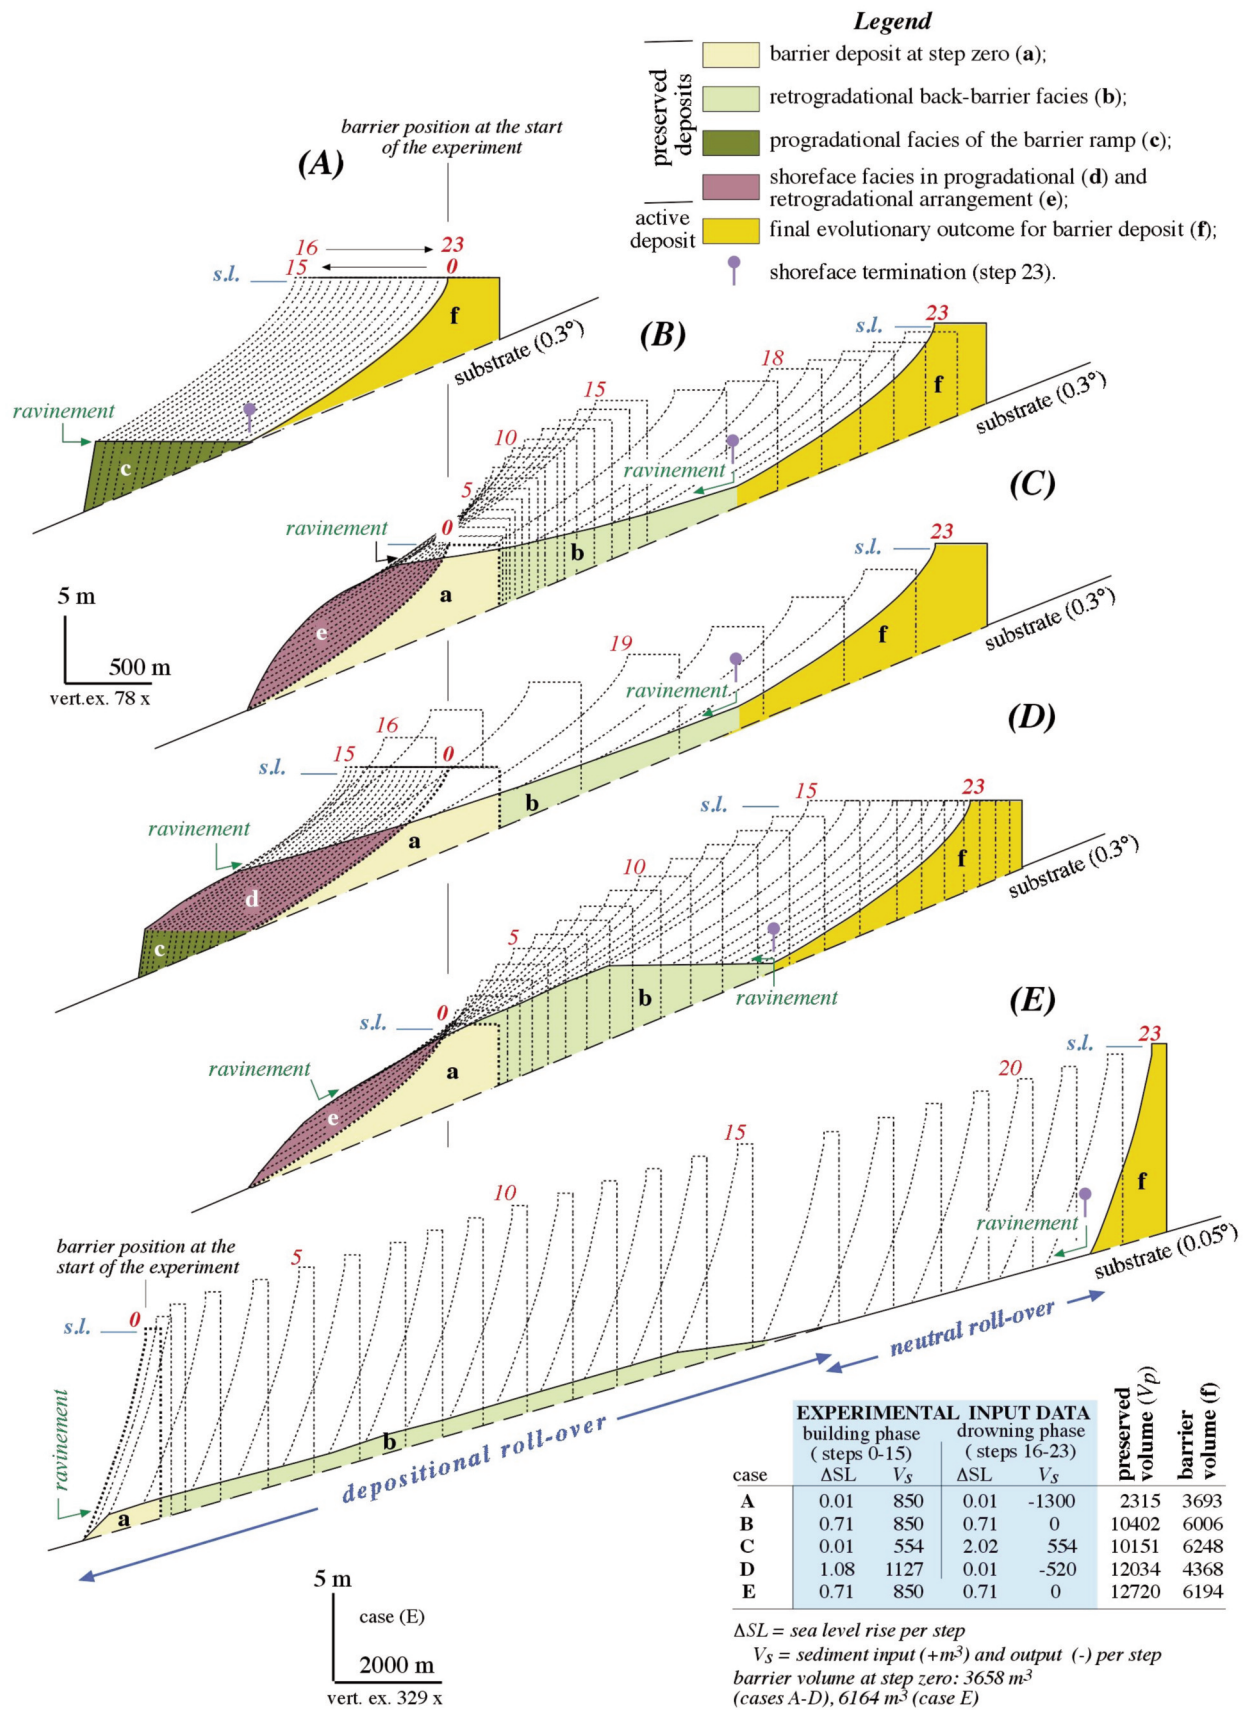 Legend
preserved deposits
barrier deposit at step zero (a);
retrogradational back-barrier facies (b);
progradational facies of the barrier ramp (c);
shoreface facies in progradational (d) and
retrogradational arrangement (e);
active
deposit
final evolutionary outcome for barrier deposit (f);
shoreface termination (step 23).
barrier position at the start
of the experiment
(A)
16 23
s.l. 15 0
f
substrate (0.3°)
ravinement
c
(B)
s.l. 23
18
15
f
substrate (0.3°)
10
ravinement
5
ravinement 0
b
a
e
5 m
500 m
vert.ex. 78 x
(C)
s.l. 23
f
substrate (0.3°)
19
ravinement
16
s.l. 15 0
b
ravinement
a
d
c
(D)
s.l. 15 23
f
substrate (0.3°)
10
5
b
ravinement
s.l. 0
ravinement
a
e
(E)
s.l. 23
20
15
f
ravinement
substrate (0.05°)
10
barrier position at the
start of the experiment
5
s.l. 0
ravinement
b
a
depositional roll-over
neutral roll-over
5 m
case (E)
2000 m
vert. ex. 329 x
EXPERIMENTAL INPUT DATA
building phase drowning phase
( steps 0-15) ( steps 16-23)
preserved volume (Vp)
barrier volume (f)
case ΔSL Vs ΔSL Vs
A 0.01 850 0.01 -1300 2315 3693
B 0.71 850 0.71 0 10402 6006
C 0.01 554 2.02 554 10151 6248
D 1.08 1127 0.01 -520 12034 4368
E 0.71 850 0.71 0 12720 6194
ΔSL = sea level rise per step
Vs = sediment input (+m³) and output (-) per step
barrier volume at step zero: 3658 m³
(cases A-D), 6164 m³ (case E)